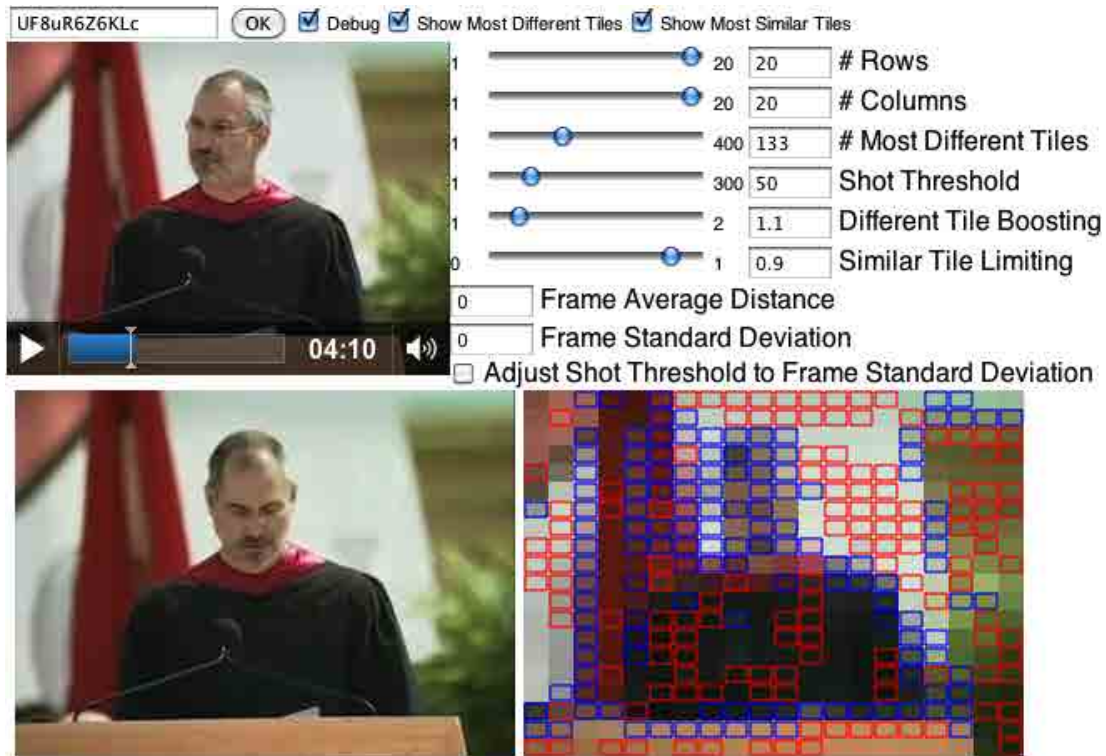 UF8uR6Z6KLc OK Debug Show Most Different Tiles Show Most Similar Tiles
1 20 20 # Rows
1 20 20 # Columns
1 400 133 # Most Different Tiles
1 300 50 Shot Threshold
1 2 1.1 Different Tile Boosting
0 1 0.9 Similar Tile Limiting
0 Frame Average Distance
0 Frame Standard Deviation
04:10
Adjust Shot Threshold to Frame Standard Deviation